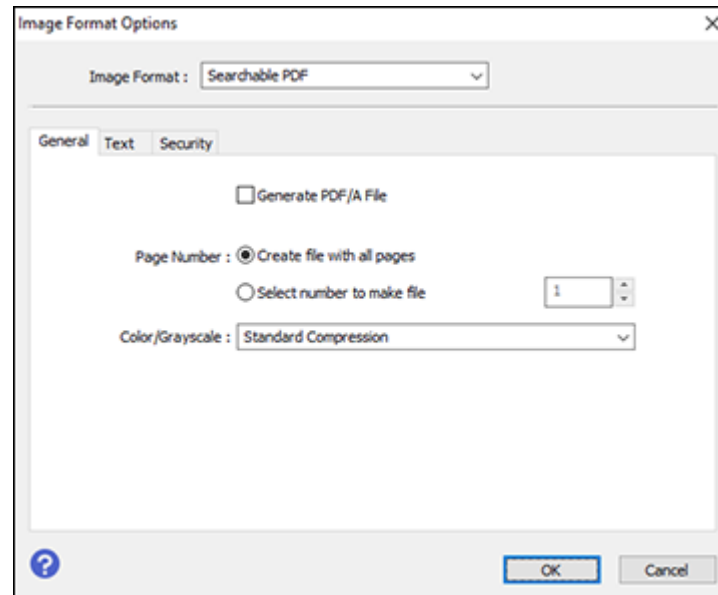 Image Format Options
Image Format : Searchable PDF
General Text Security
Generate PDF/A File
Page Number : Create file with all pages
Select number to make file 1
Color/Grayscale : Standard Compression
? OK Cancel